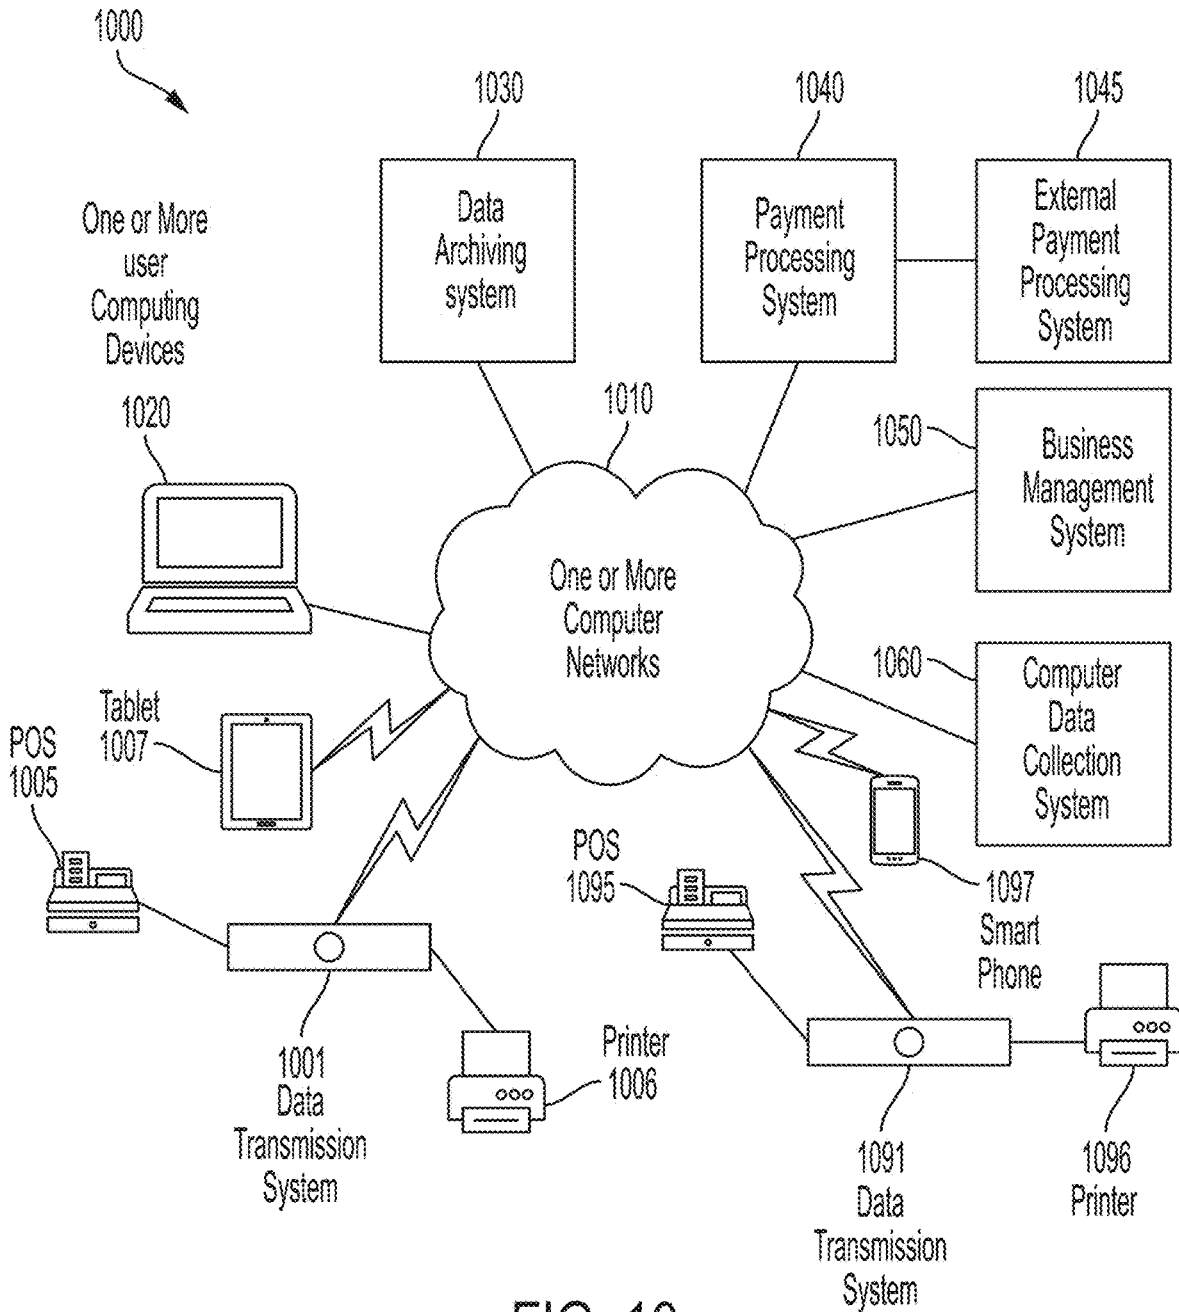 1000
1030
1040
1045
One or More
user
Computing
Devices
Data
Archiving
system
Payment
Processing
System
External
Payment
Processing
System
1020
1010
1050
Business
Management
System
One or More
Computer
Networks
1060
Computer
Data
Collection
System
Tablet
1007
POS
1005
POS
1095
1097
Smart
Phone
1001
Data
Transmission
System
Printer
1006
1091
Data
Transmission
System
1096
Printer